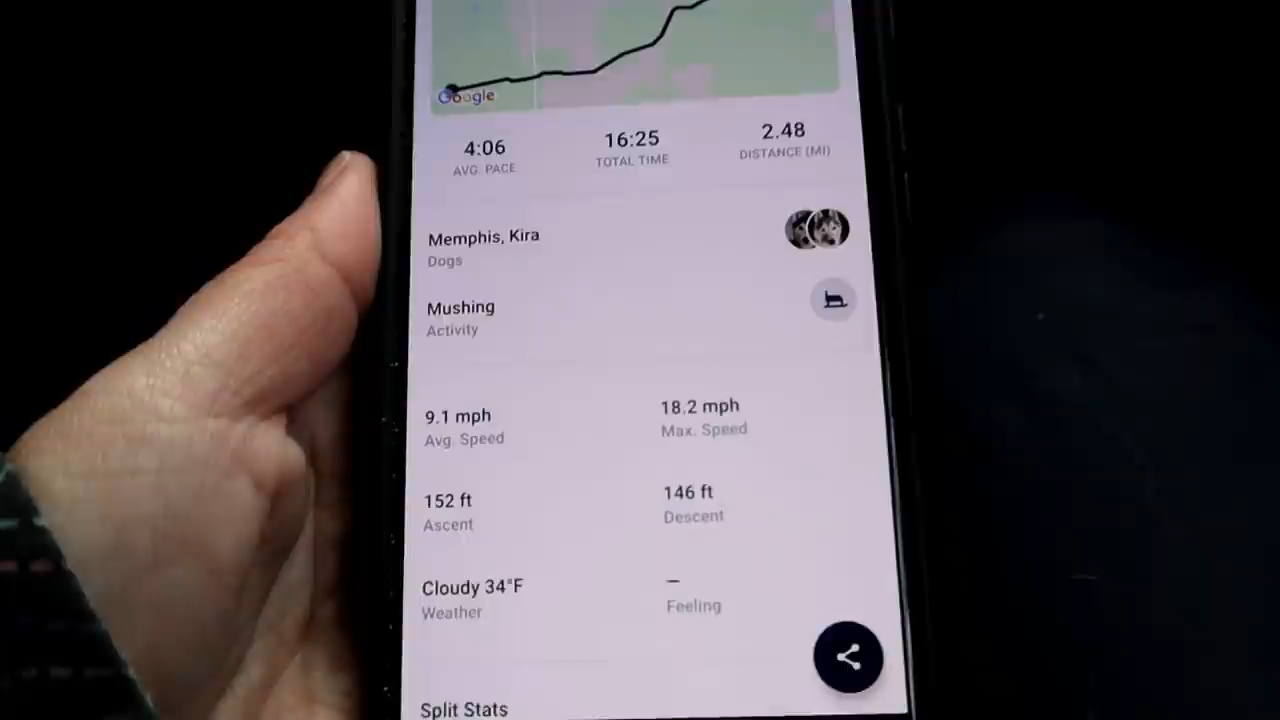 Google
4:06
16:25
2.48
AVG. PACE
TOTAL TIME
DISTANCE (MI)
Memphis, Kira
Dogs
Mushing
Activity
9.1 mph
18.2 mph
Avg. Speed
Max. Speed
152 ft
146 ft
Ascent
Descent
Cloudy 34°F
–
Weather
Feeling
Split Stats